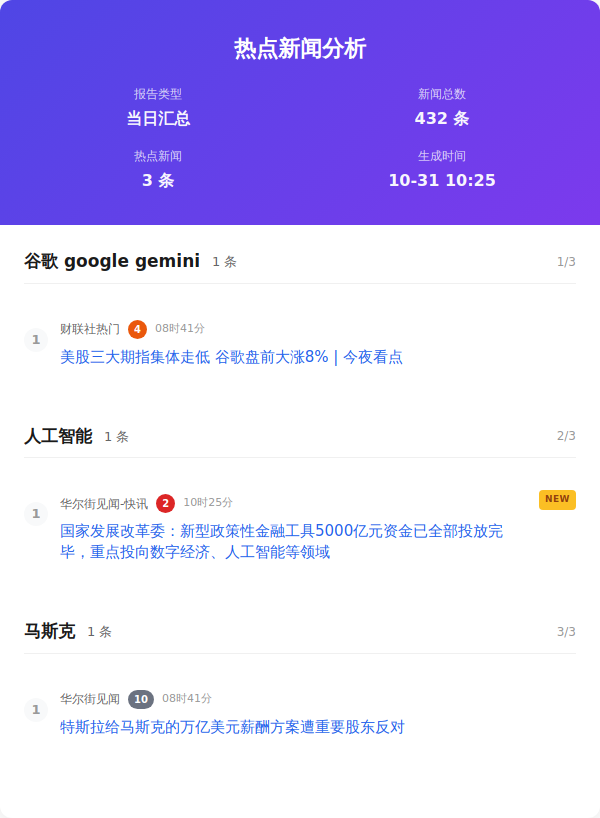 热点新闻分析
报告类型
新闻总数
当日汇总
432 条
热点新闻
生成时间
3 条
10-31 10:25
谷歌 google gemini 1 条 1/3
财联社热门 4 08时41分
1
美股三大期指集体走低 谷歌盘前大涨8% | 今夜看点
人工智能 1 条 2/3
华尔街见闻-快讯 2 10时25分 NEW
1
国家发展改革委：新型政策性金融工具5000亿元资金已全部投放完
毕，重点投向数字经济、人工智能等领域
马斯克 1 条 3/3
华尔街见闻 10 08时41分
1
特斯拉给马斯克的万亿美元薪酬方案遭重要股东反对